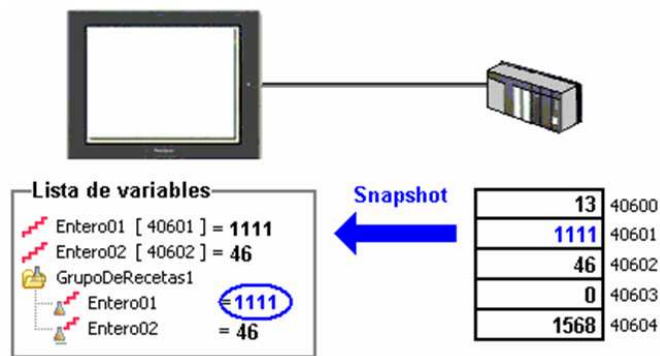 Lista de variables
Entero01 [ 40601 ] = 1111
Entero02 [ 40602 ] = 46
GrupoDeRecetas1
Entero01 = 1111
Entero02 = 46
Snapshot
13 40600
1111 40601
46 40602
0 40603
1568 40604